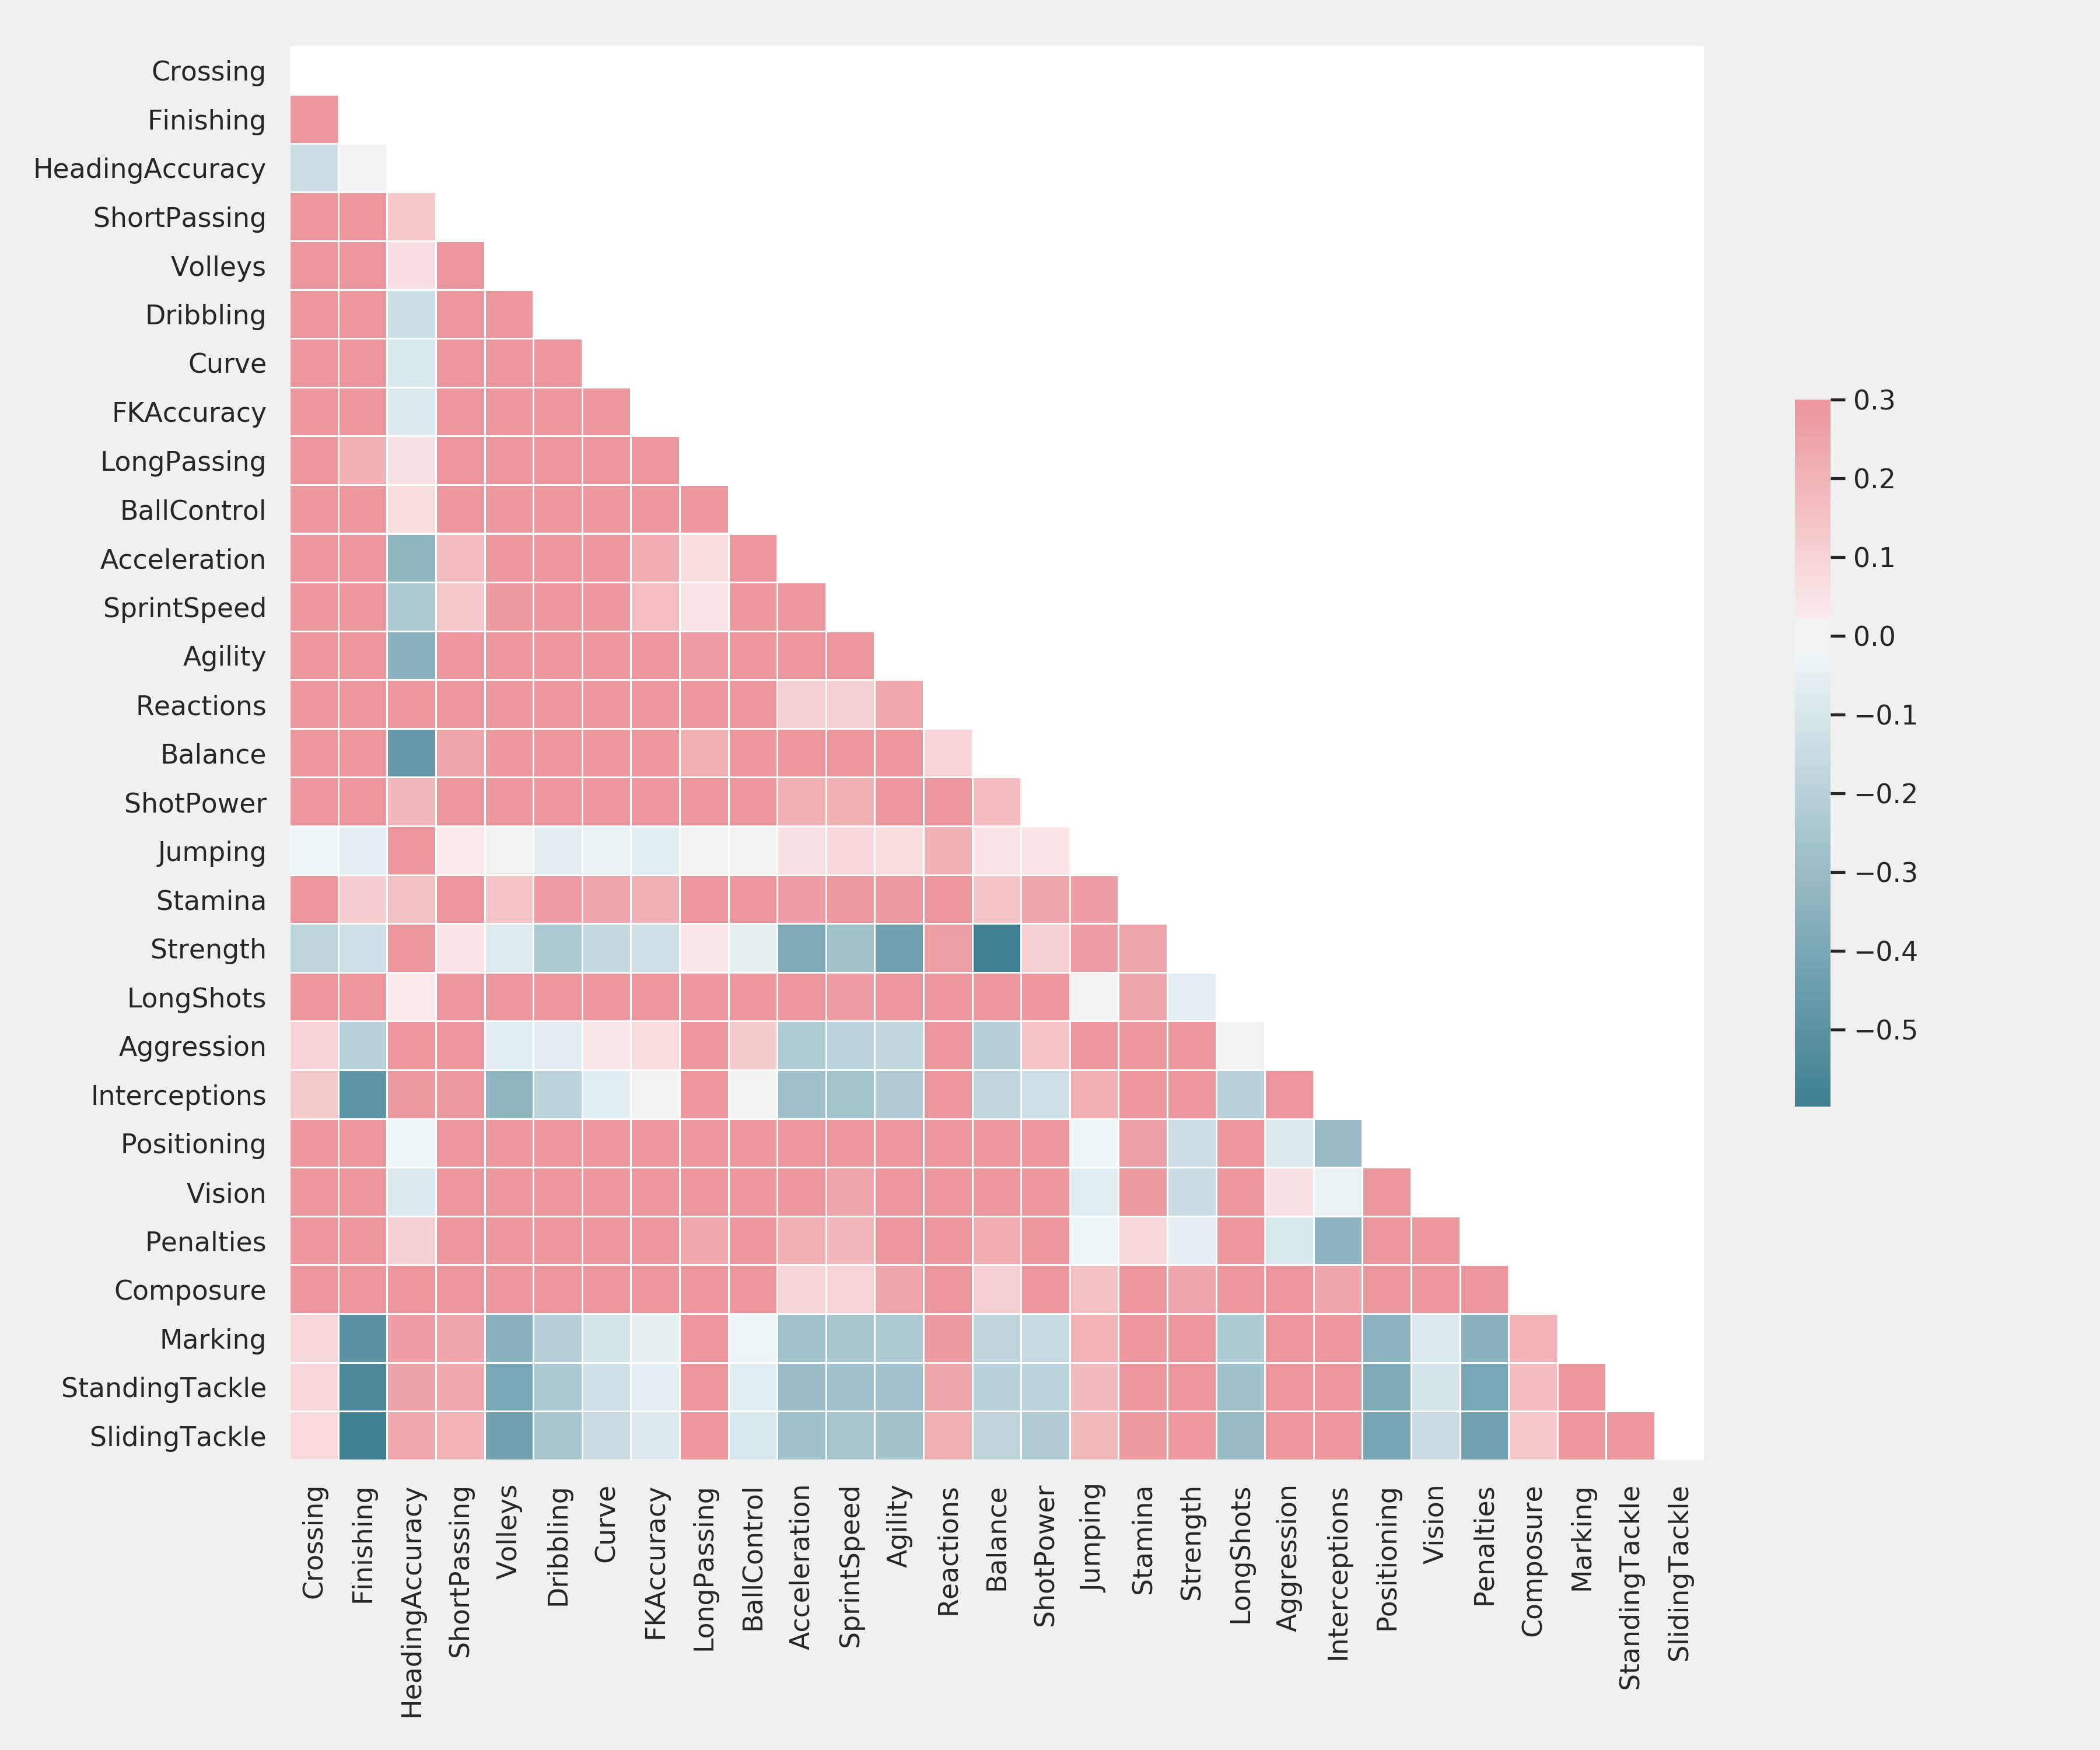 Crossing
Finishing
HeadingAccuracy
ShortPassing
Volleys
Dribbling
Curve
FKAccuracy
LongPassing
BallControl
Acceleration
SprintSpeed
Agility
Reactions
Balance
ShotPower
Jumping
Stamina
Strength
LongShots
Aggression
Interceptions
Positioning
Vision
Penalties
Composure
Marking
StandingTackle
SlidingTackle
Crossing
Finishing
HeadingAccuracy
ShortPassing
Volleys
Dribbling
Curve
FKAccuracy
LongPassing
BallControl
Acceleration
SprintSpeed
Agility
Reactions
Balance
ShotPower
Jumping
Stamina
Strength
LongShots
Aggression
Interceptions
Positioning
Vision
Penalties
Composure
Marking
StandingTackle
SlidingTackle
0.3
0.2
0.1
0.0
−0.1
−0.2
−0.3
−0.4
−0.5